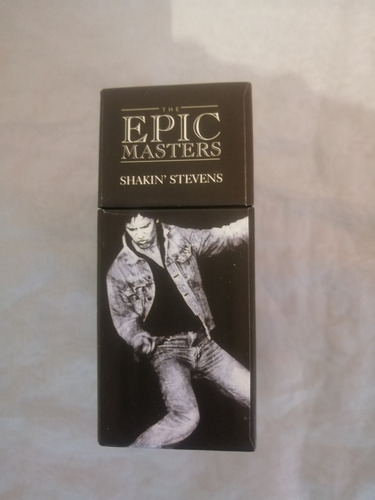 THE
EPIC
MASTERS
SHAKIN' STEVENS